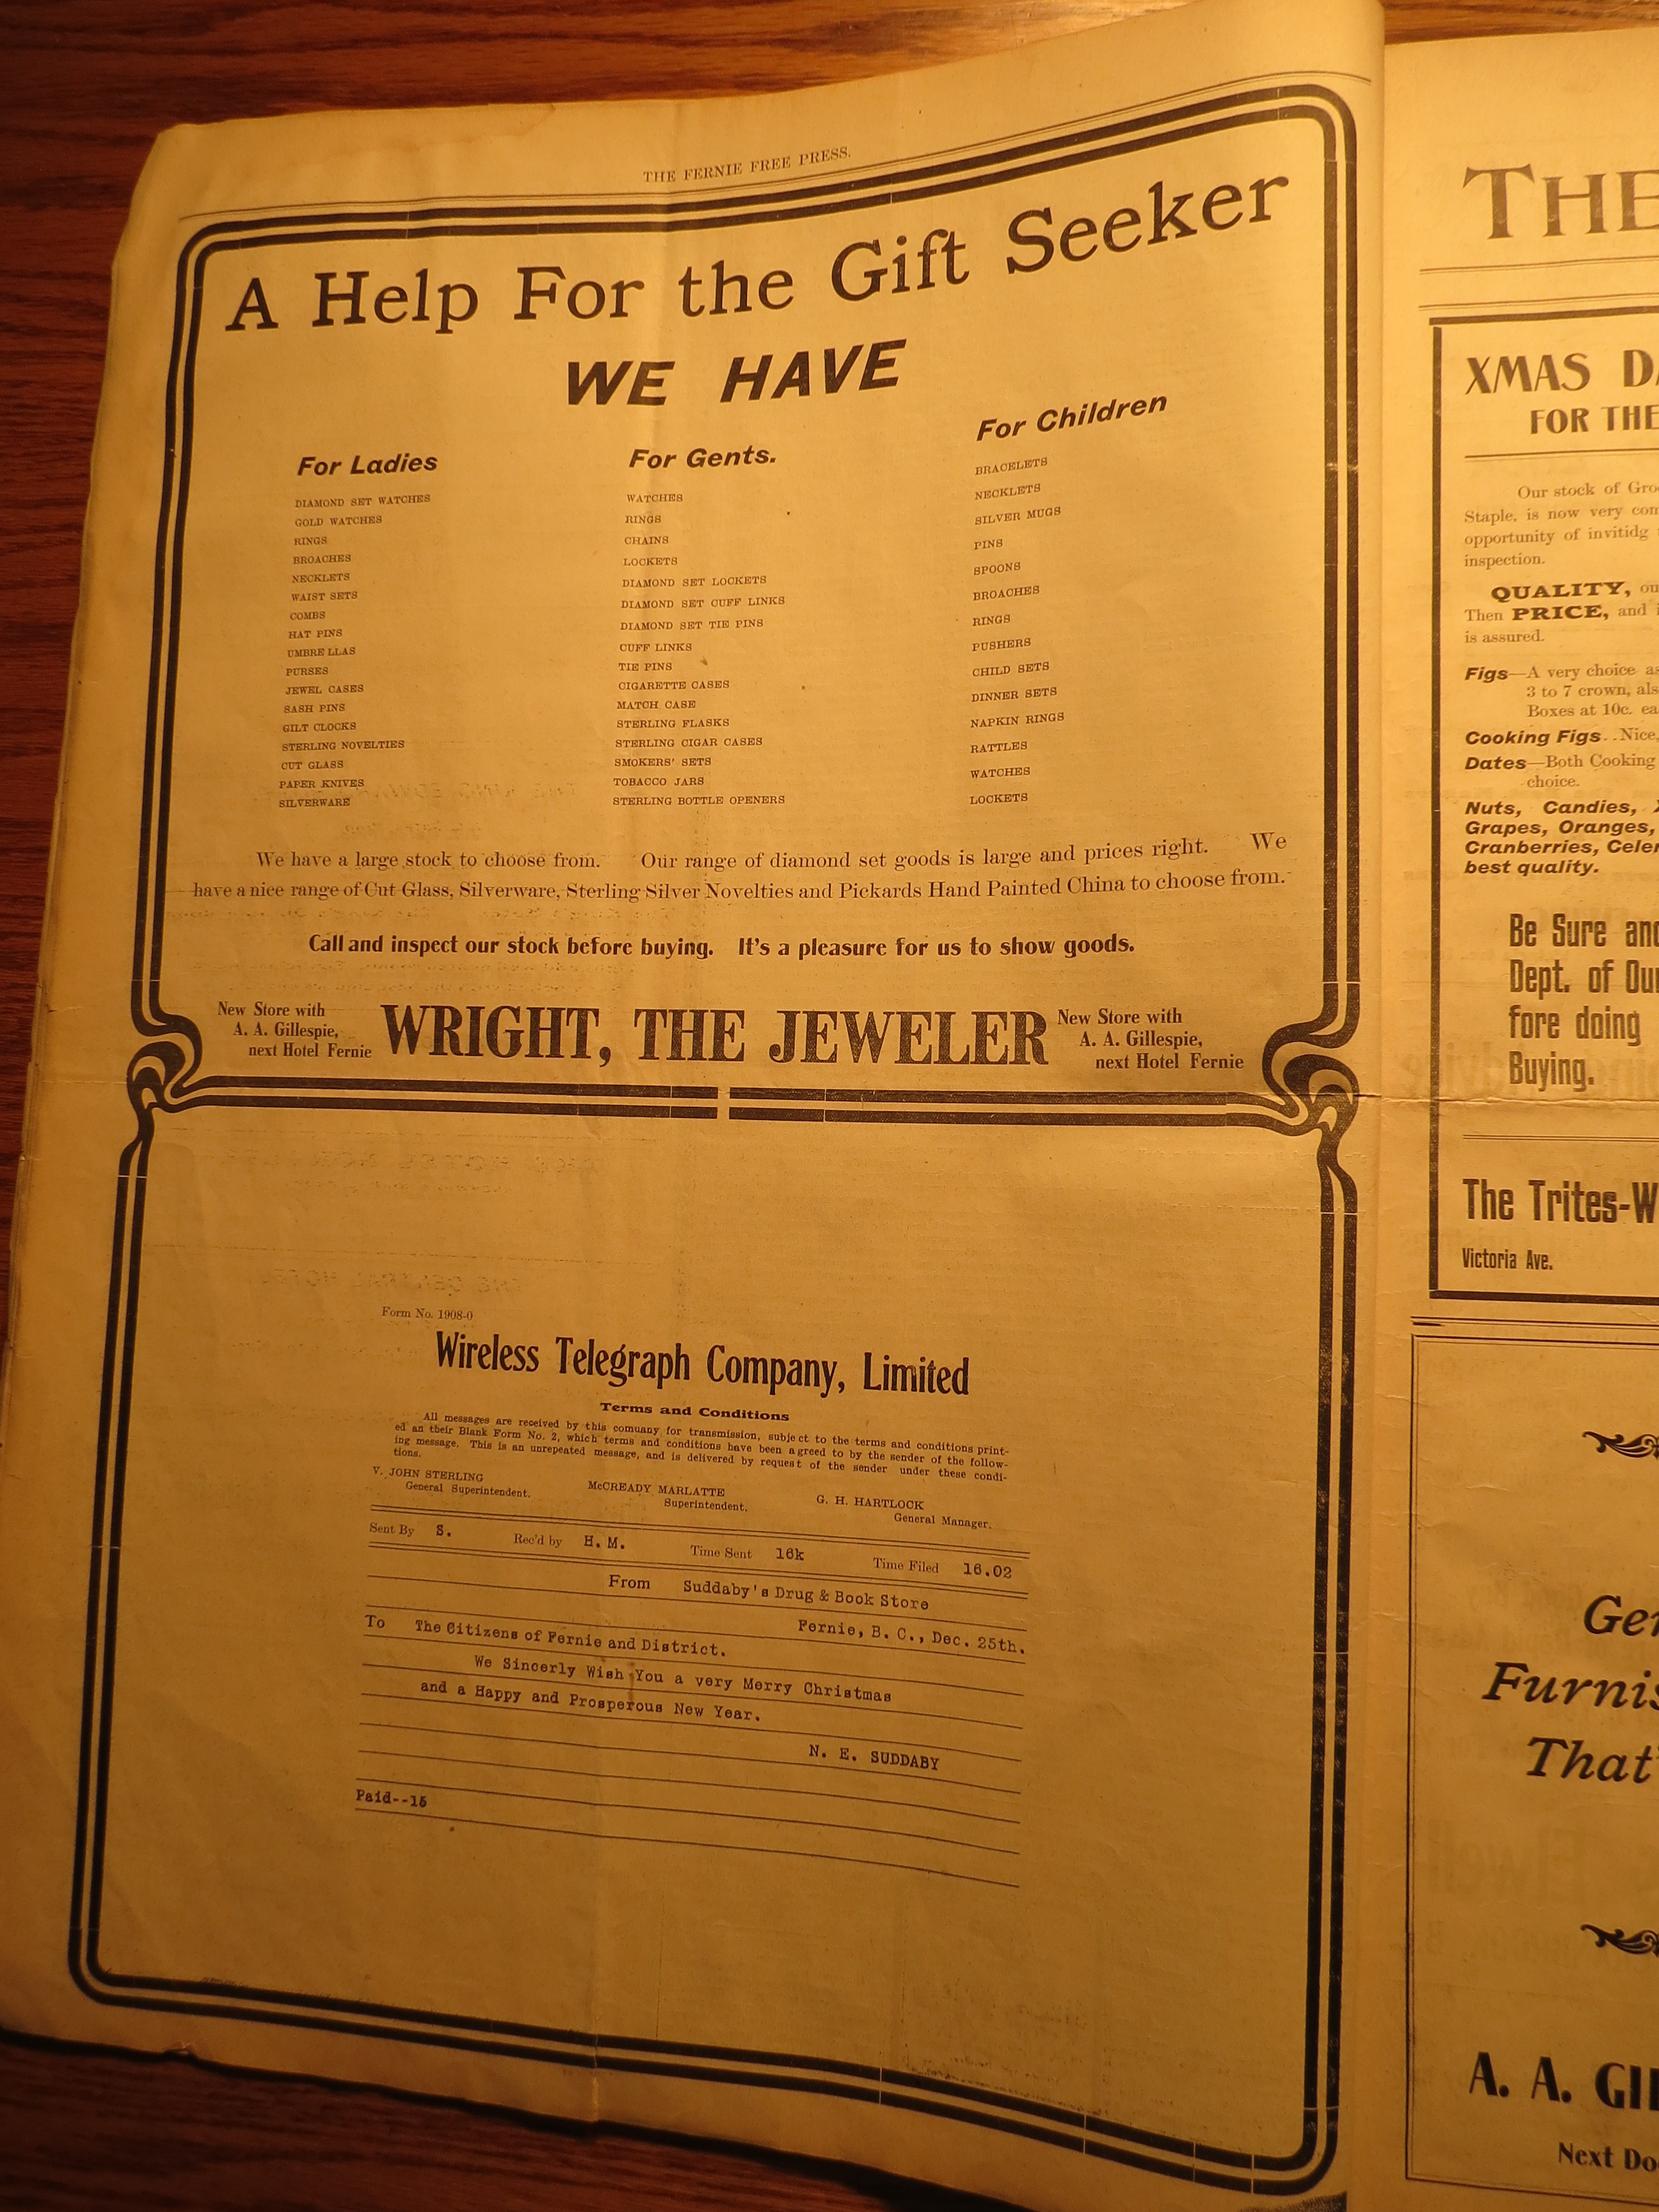 THE FERNIE FREE PRESS.
A Help For the Gift Seeker
WE HAVE
For Ladies
DIAMOND SET WATCHES
GOLD WATCHES
RINGS
BROACHES
NECKLETS
WAIST SETS
COMBS
HAT PINS
UMBRELLAS
PURSES
JEWEL CASES
SASH PINS
GILT CLOCKS
STERLING NOVELTIES
CUT GLASS
PAPER KNIVES
SILVERWARE
For Gents.
WATCHES
RINGS
CHAINS
LOCKETS
DIAMOND SET LOCKETS
DIAMOND SET CUFF LINKS
DIAMOND SET TIE PINS
CUFF LINKS
TIE PINS
CIGARETTE CASES
MATCH CASE
STERLING FLASKS
STERLING CIGAR CASES
SMOKERS' SETS
TOBACCO JARS
STERLING BOTTLE OPENERS
For Children
BRACELETS
NECKLETS
SILVER MUGS
PINS
SPOONS
BROACHES
RINGS
PUSHERS
CHILD SETS
DINNER SETS
NAPKIN RINGS
RATTLES
WATCHES
LOCKETS
We have a large stock to choose from. Our range of diamond set goods is large and prices right. We
have a nice range of Cut Glass, Silverware, Sterling Silver Novelties and Pickards Hand Painted China to choose from.
Call and inspect our stock before buying. It's a pleasure for us to show goods.
New Store with
A. A. Gillespie,
next Hotel Fernie
WRIGHT, THE JEWELER
New Store with
A. A. Gillespie,
next Hotel Fernie
Form No. 1908-0
Wireless Telegraph Company, Limited
Terms and Conditions
All messages are received by this comuany for transmission, subject to the terms and conditions print-
ed an their Blank Form No. 2, which terms and conditions have been agreed to by the sender of the follow-
ing message. This is an unrepeated message, and is delivered by request of the sender under these condi-
tions.
V. JOHN STERLING
General Superintendent.
McCREADY MARLATTE
Superintendent.
G. H. HARTLOCK
General Manager.
Sent By S. Rec'd by H. M. Time Sent 16k Time Filed 16.02
From Suddaby's Drug & Book Store
Fernie, B. C., Dec. 25th.
To The Citizens of Fernie and District.
We Sincerly Wish You a very Merry Christmas
and a Happy and Prosperous New Year.
N. E. SUDDABY
Paid--15
THE
XMAS
FOR THE
Our stock of
Staple, is now very
opportunity of invitidg
inspection.
QUALITY,
Then PRICE, and
is assured.
Figs—A very choice
3 to 7 crown,
Boxes at 10c.
Cooking Figs..Nice,
Dates—Both Cooking
choice.
Nuts, Candies,
Grapes, Oranges,
Cranberries,
best quality.
Be Sure
Dept. of
fore doing
Buying.
The Trites-
Victoria Ave.
A. A.
Next